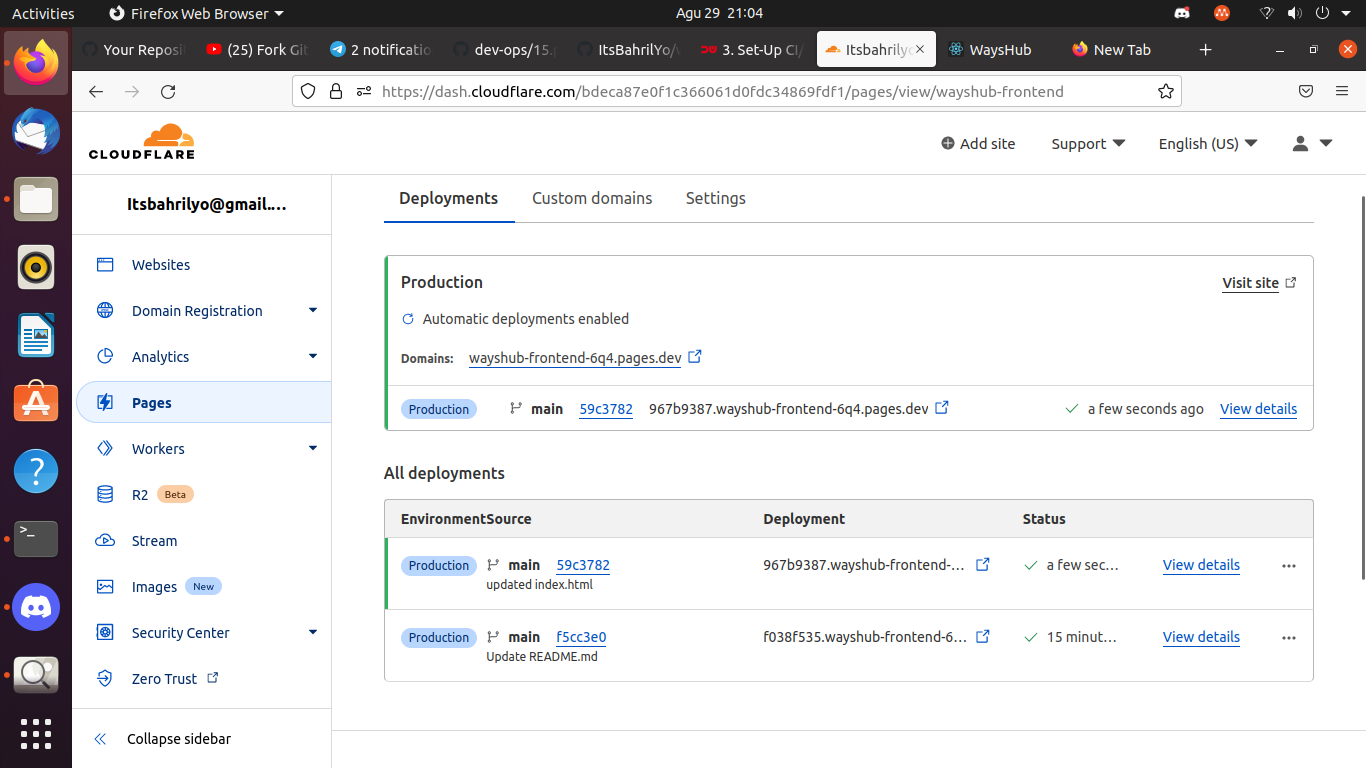 Activities
Firefox Web Browser
Agu 29 21:04
Your Reposi
(25) Fork Git
2 notificatio
dev-ops/15.
ItsBahrilYo/
3. Set-Up CI/
Itsbahrilyo
WaysHub
New Tab
https://dash.cloudflare.com/bdeca87e0f1c366061d0fdc34869fdf1/pages/view/wayshub-frontend
CLOUDFLARE
Add site
Support
English (US)
Itsbahrilyo@gmail....
Websites
Domain Registration
Analytics
Pages
Workers
R2 Beta
Stream
Images New
Security Center
Zero Trust
Collapse sidebar
Deployments Custom domains Settings
Production Visit site
Automatic deployments enabled
Domains: wayshub-frontend-6q4.pages.dev
Production main 59c3782 967b9387.wayshub-frontend-6q4.pages.dev a few seconds ago View details
All deployments
Environment Source Deployment Status
Production main 59c3782 967b9387.wayshub-frontend-... a few sec... View details
updated index.html
Production main f5cc3e0 f038f535.wayshub-frontend-6... 15 minut... View details
Update README.md